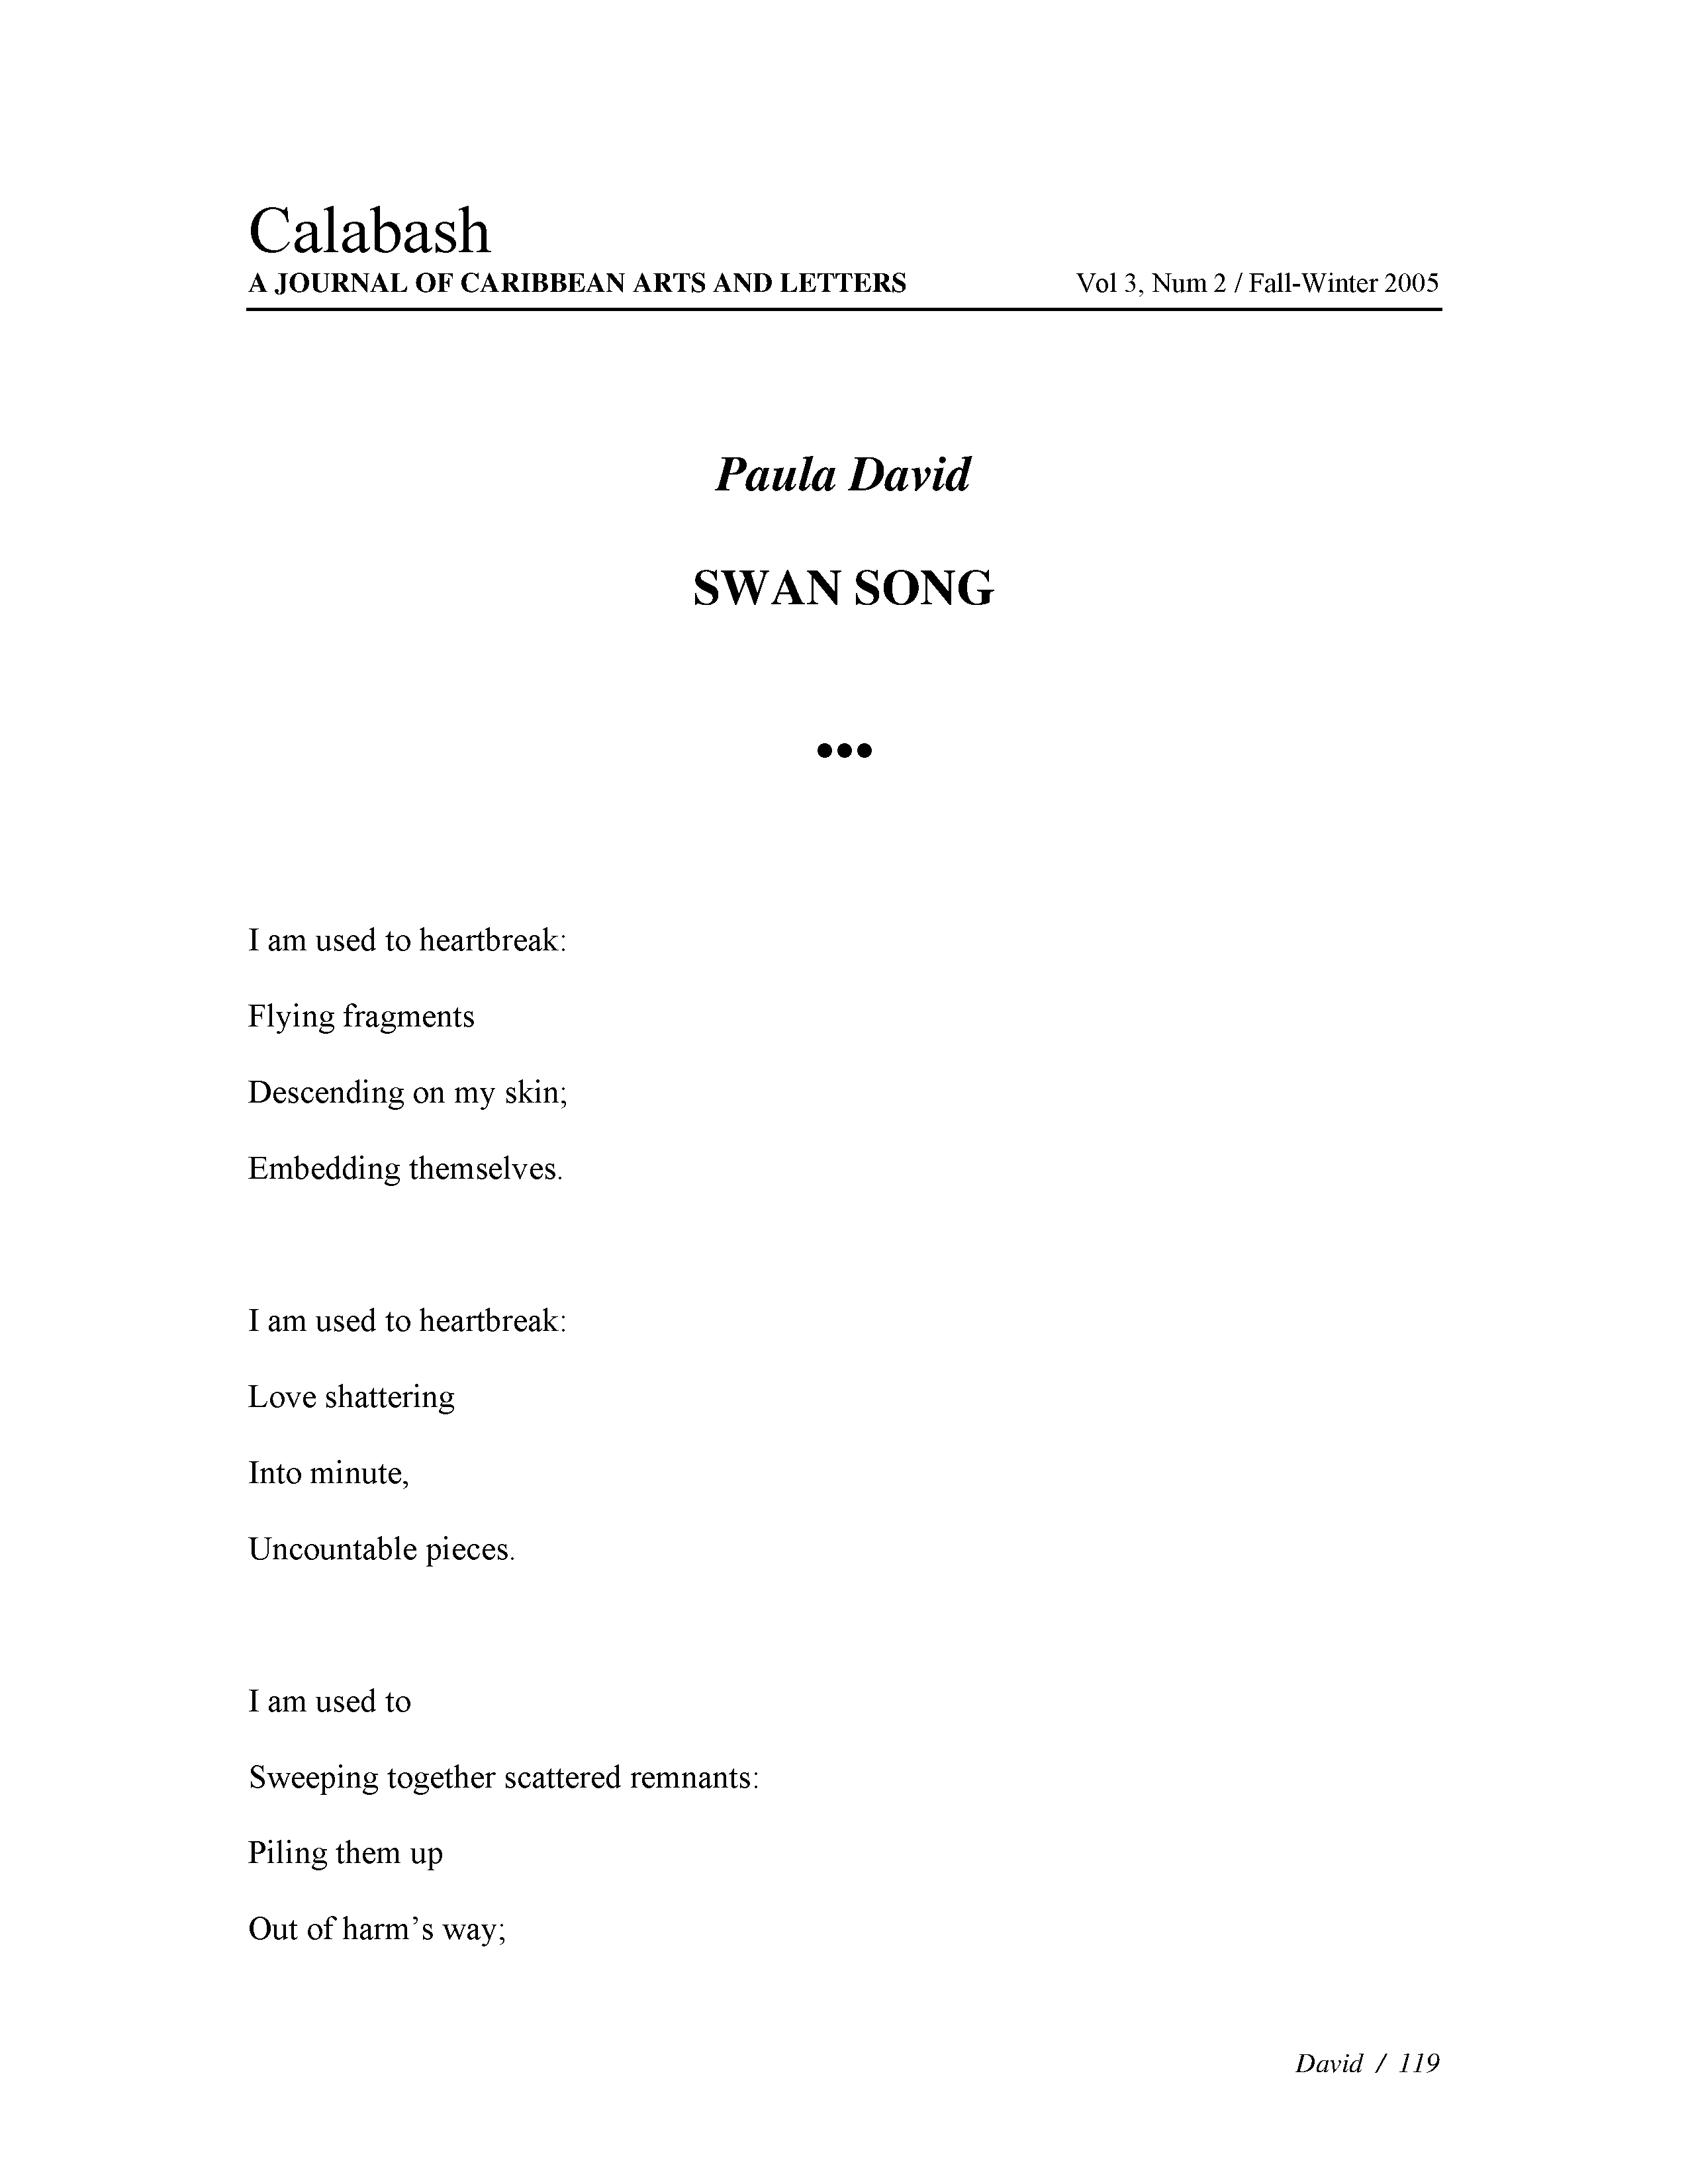 Calabash
A JOURNAL OF CARIBBEAN ARTS AND LETTERS Vol 3, Num 2 / Fall-Winter 2005
Paula David
SWAN SONG
•••
I am used to heartbreak:
Flying fragments
Descending on my skin;
Embedding themselves.
I am used to heartbreak:
Love shattering
Into minute,
Uncountable pieces.
I am used to
Sweeping together scattered remnants:
Piling them up
Out of harm’s way;
David / 119